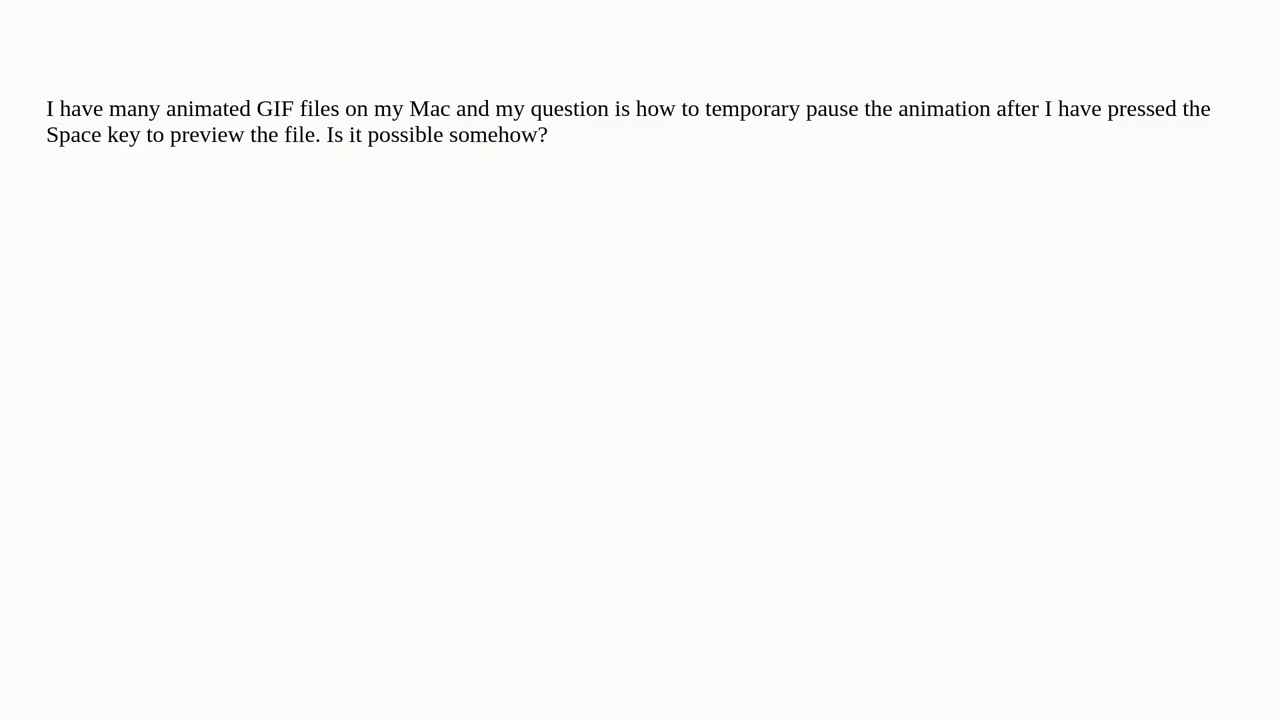 I have many animated GIF files on my Mac and my question is how to temporary pause the animation after I have pressed the
Space key to preview the file. Is it possible somehow?